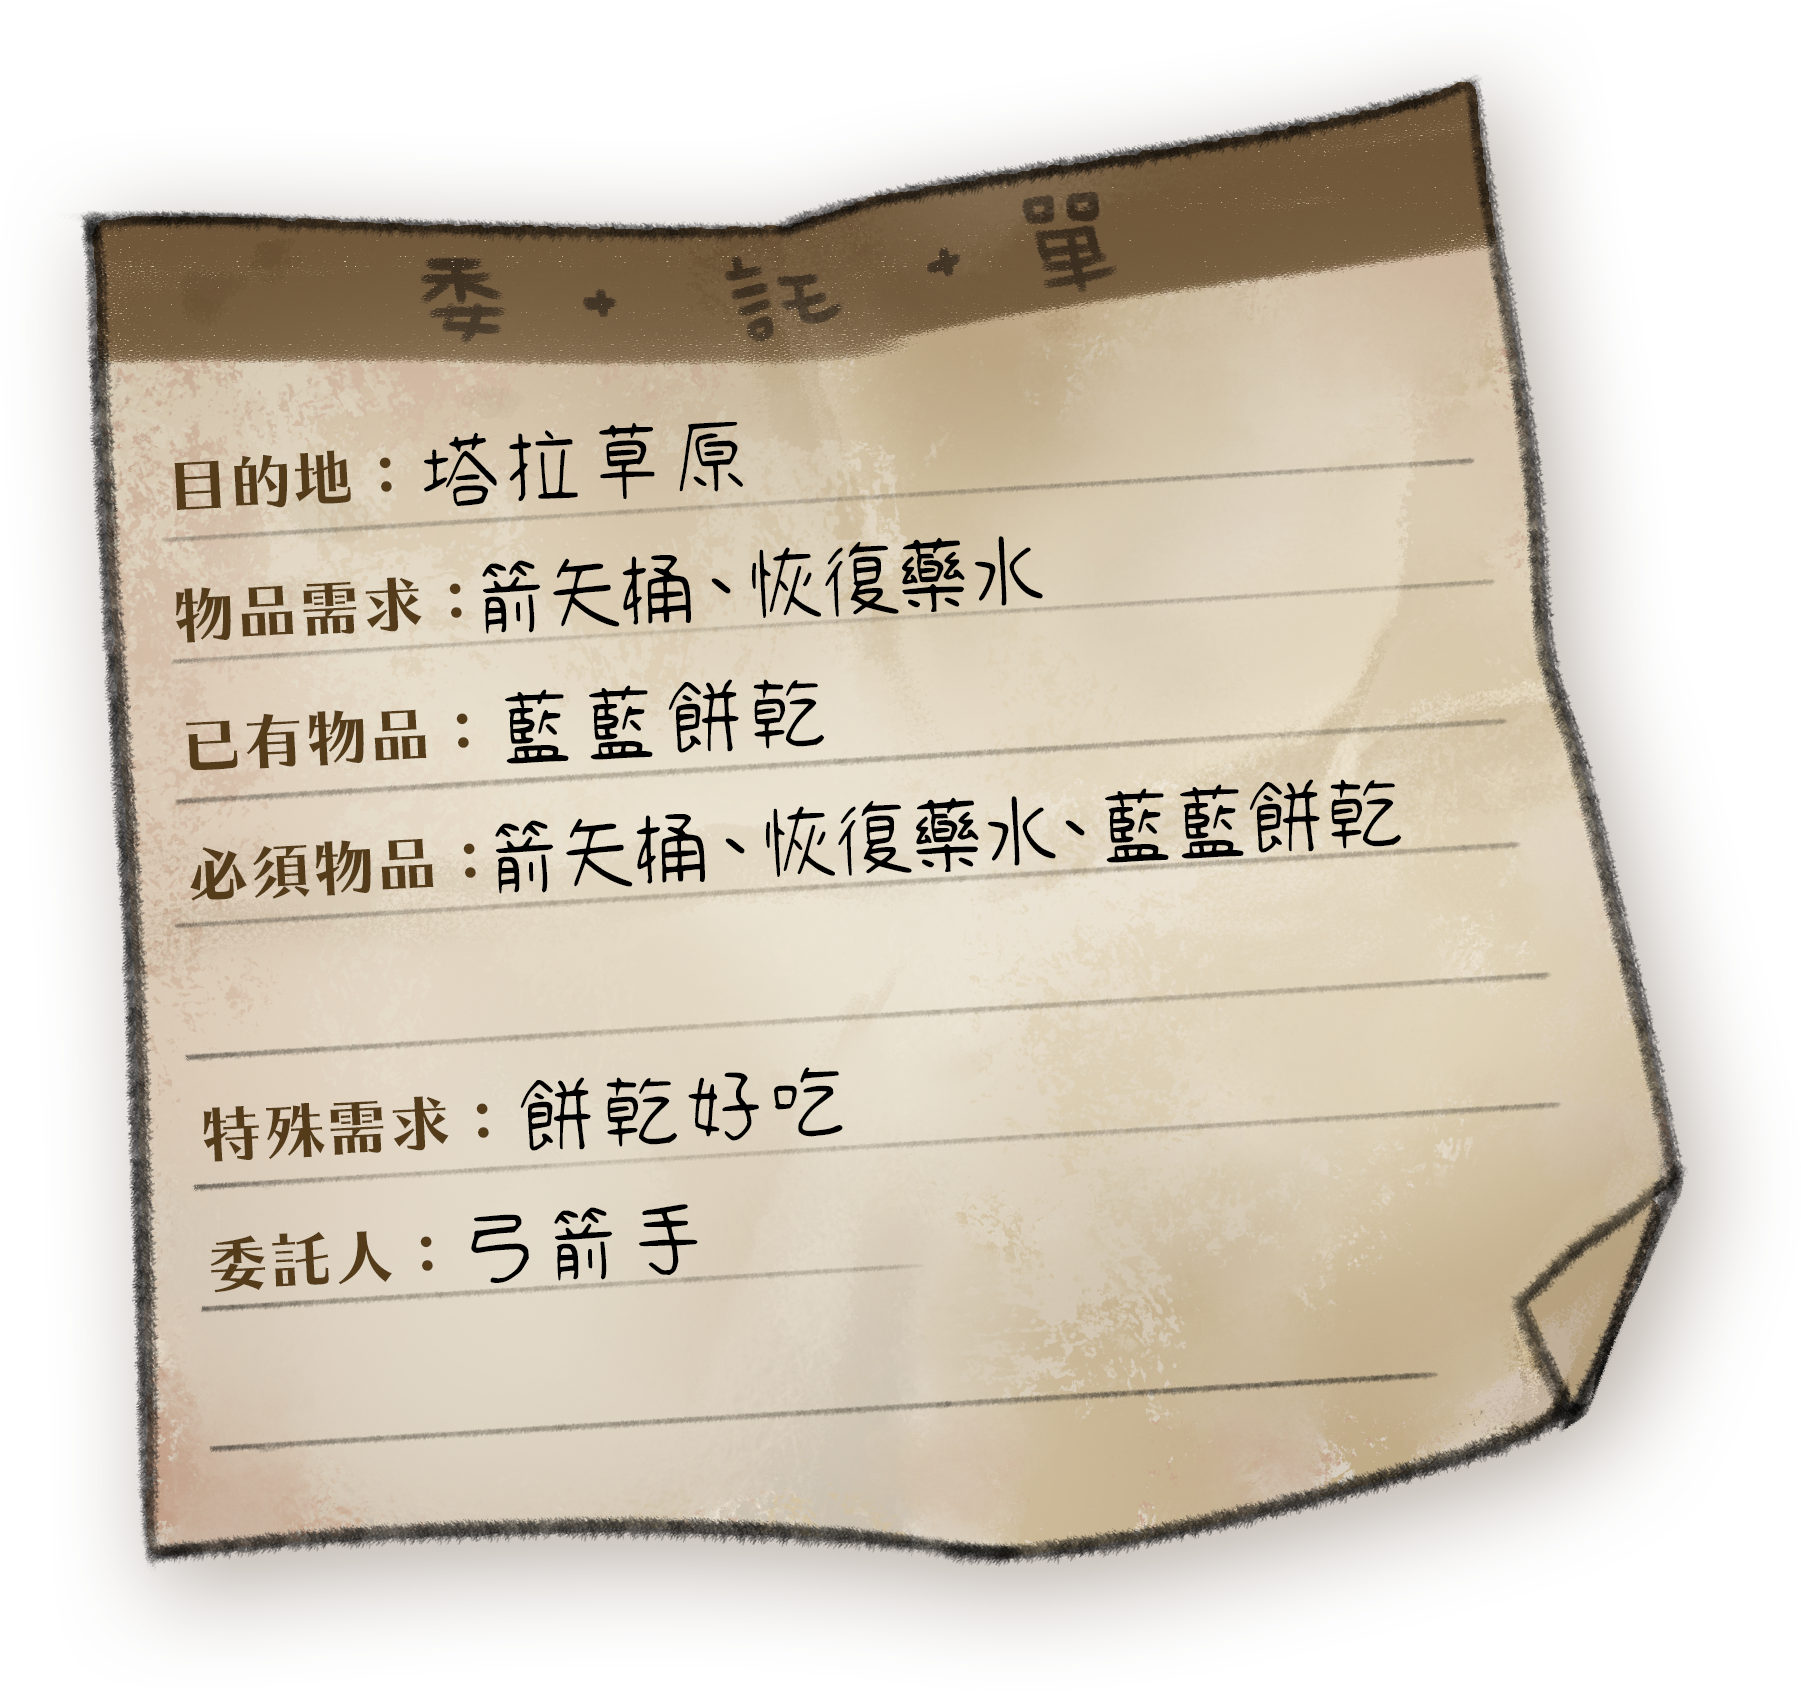 委・託・單
目的地：塔拉草原
物品需求：箭矢桶、恢復藥水
已有物品：藍藍餅乾
必須物品：箭矢桶、恢復藥水、藍藍餅乾
特殊需求：餅乾好吃
委託人：弓箭手